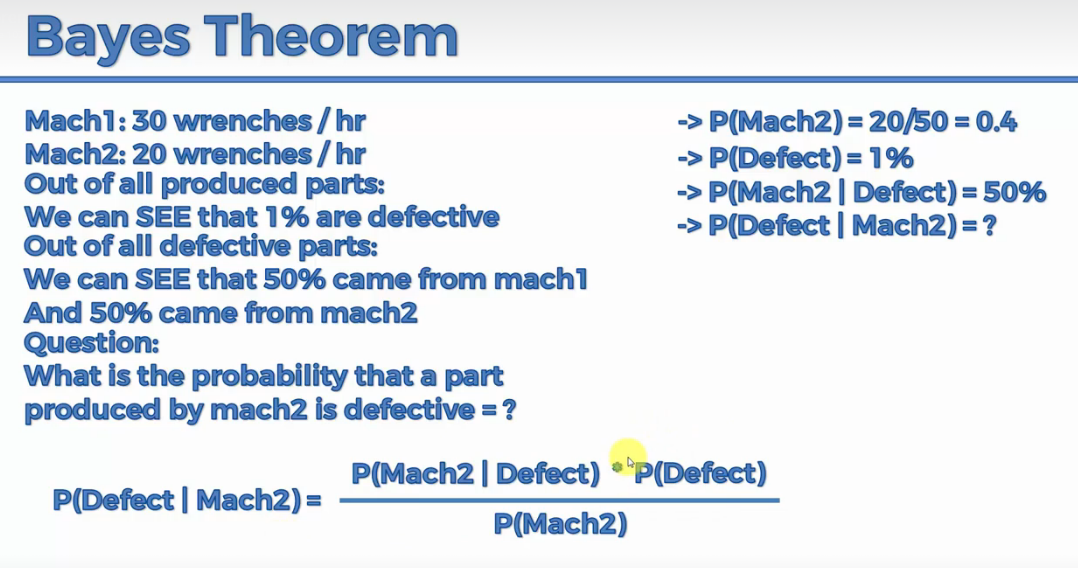 Bayes Theorem
Mach1: 30 wrenches / hr
Mach2: 20 wrenches / hr
Out of all produced parts:
We can SEE that 1% are defective
Out of all defective parts:
We can SEE that 50% came from mach1
And 50% came from mach2
Question:
What is the probability that a part
produced by mach2 is defective = ?
-> P(Mach2) = 20/50 = 0.4
-> P(Defect) = 1%
-> P(Mach2 | Defect) = 50%
-> P(Defect | Mach2) = ?
P(Mach2 | Defect) * P(Defect)
P(Defect | Mach2) =
P(Mach2)